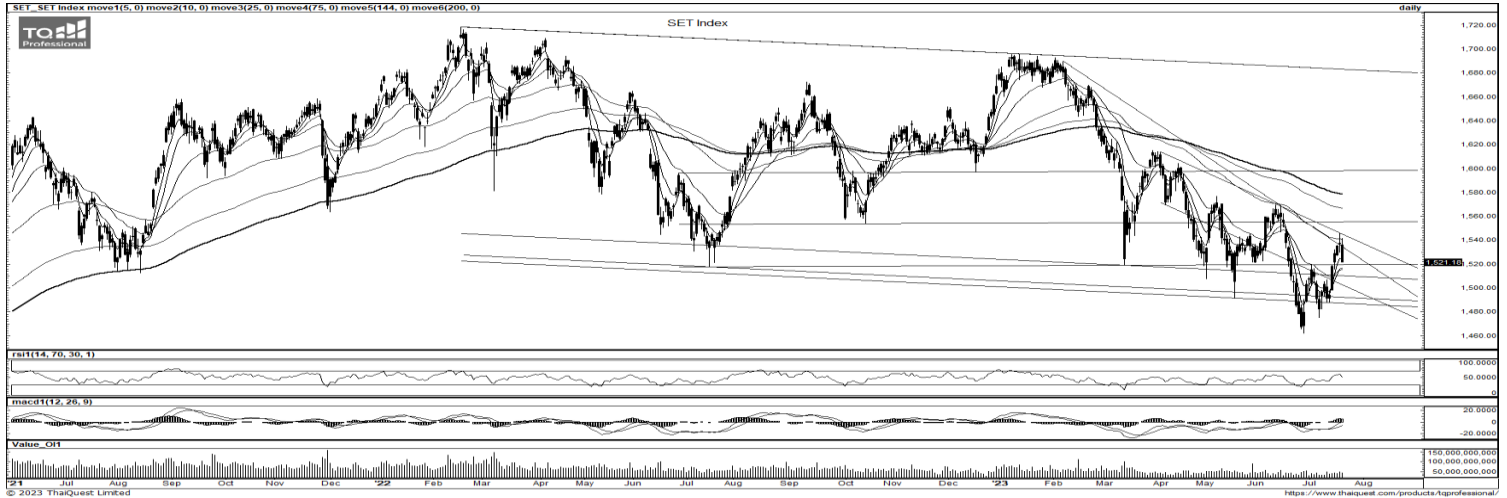 SET_SET Index move1(5, 0) move2(10, 0) move3(25, 0) move4(75, 0) move5(144, 0) move6(200, 0)
daily
SET Index
TQ
Professional
1,720.00
1,700.00
1,680.00
1,660.00
1,640.00
1,620.00
1,600.00
1,580.00
1,560.00
1,540.00
1,521.18
1,520.00
1,500.00
1,480.00
1,460.00
rsi1(14, 70, 30, 1)
100.0000
50.0000
0
macd1(12, 26, 9)
20.0000
0
-20.0000
Value_OI1
150,000,000,000
100,000,000,000
50,000,000,000
'21 Jul Aug Sep Oct Nov Dec '22 Feb Mar Apr May Jun Jul Aug Sep Oct Nov Dec '23 Feb Mar Apr May Jun Jul Aug
© 2023 ThaiQuest Limited
https://www.thaiquest.com/products/tqprofessional/